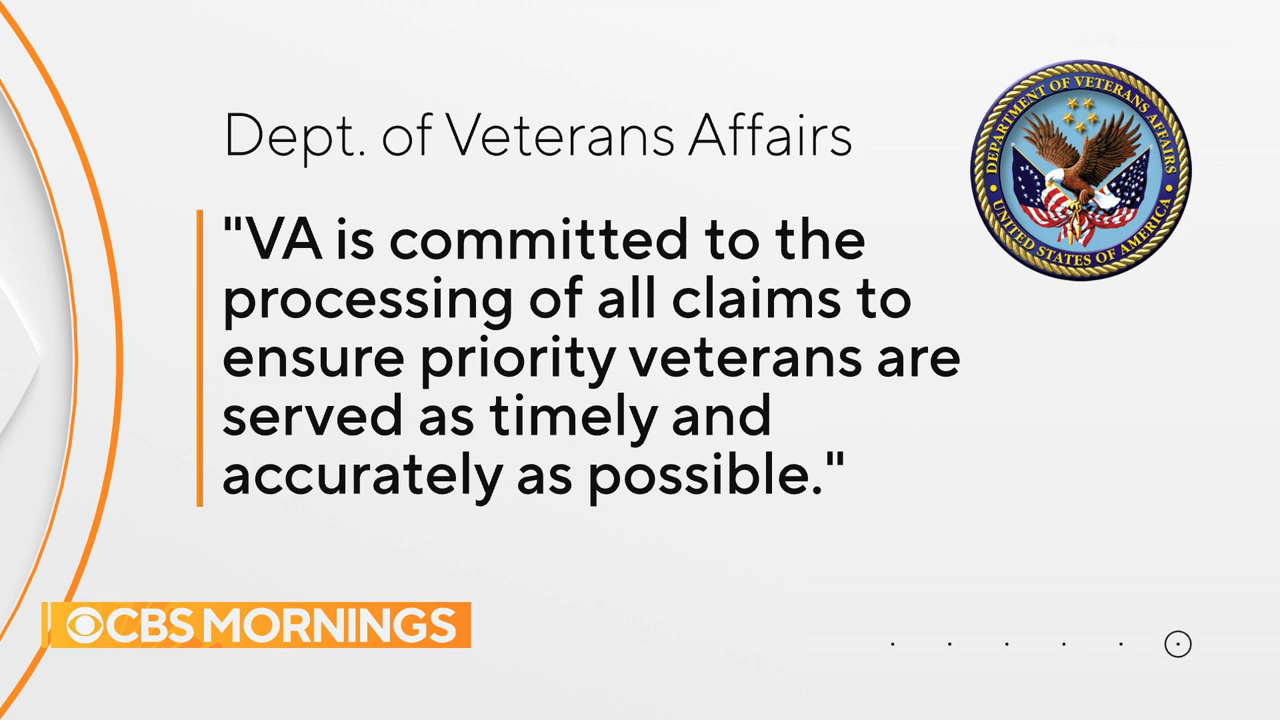 Dept. of Veterans Affairs
"VA is committed to the
processing of all claims to
ensure priority veterans are
served as timely and
accurately as possible."
DEPARTMENT OF VETERANS AFFAIRS
UNITED STATES OF AMERICA
CBS MORNINGS